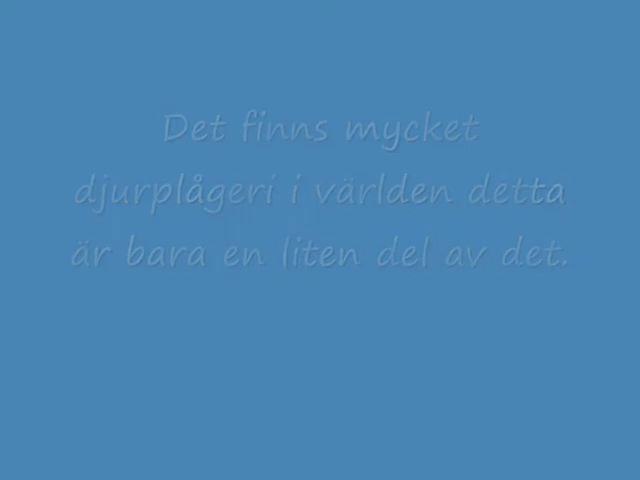 Det finns mycket
djurplågeri i världen detta
är bara en liten del av det.